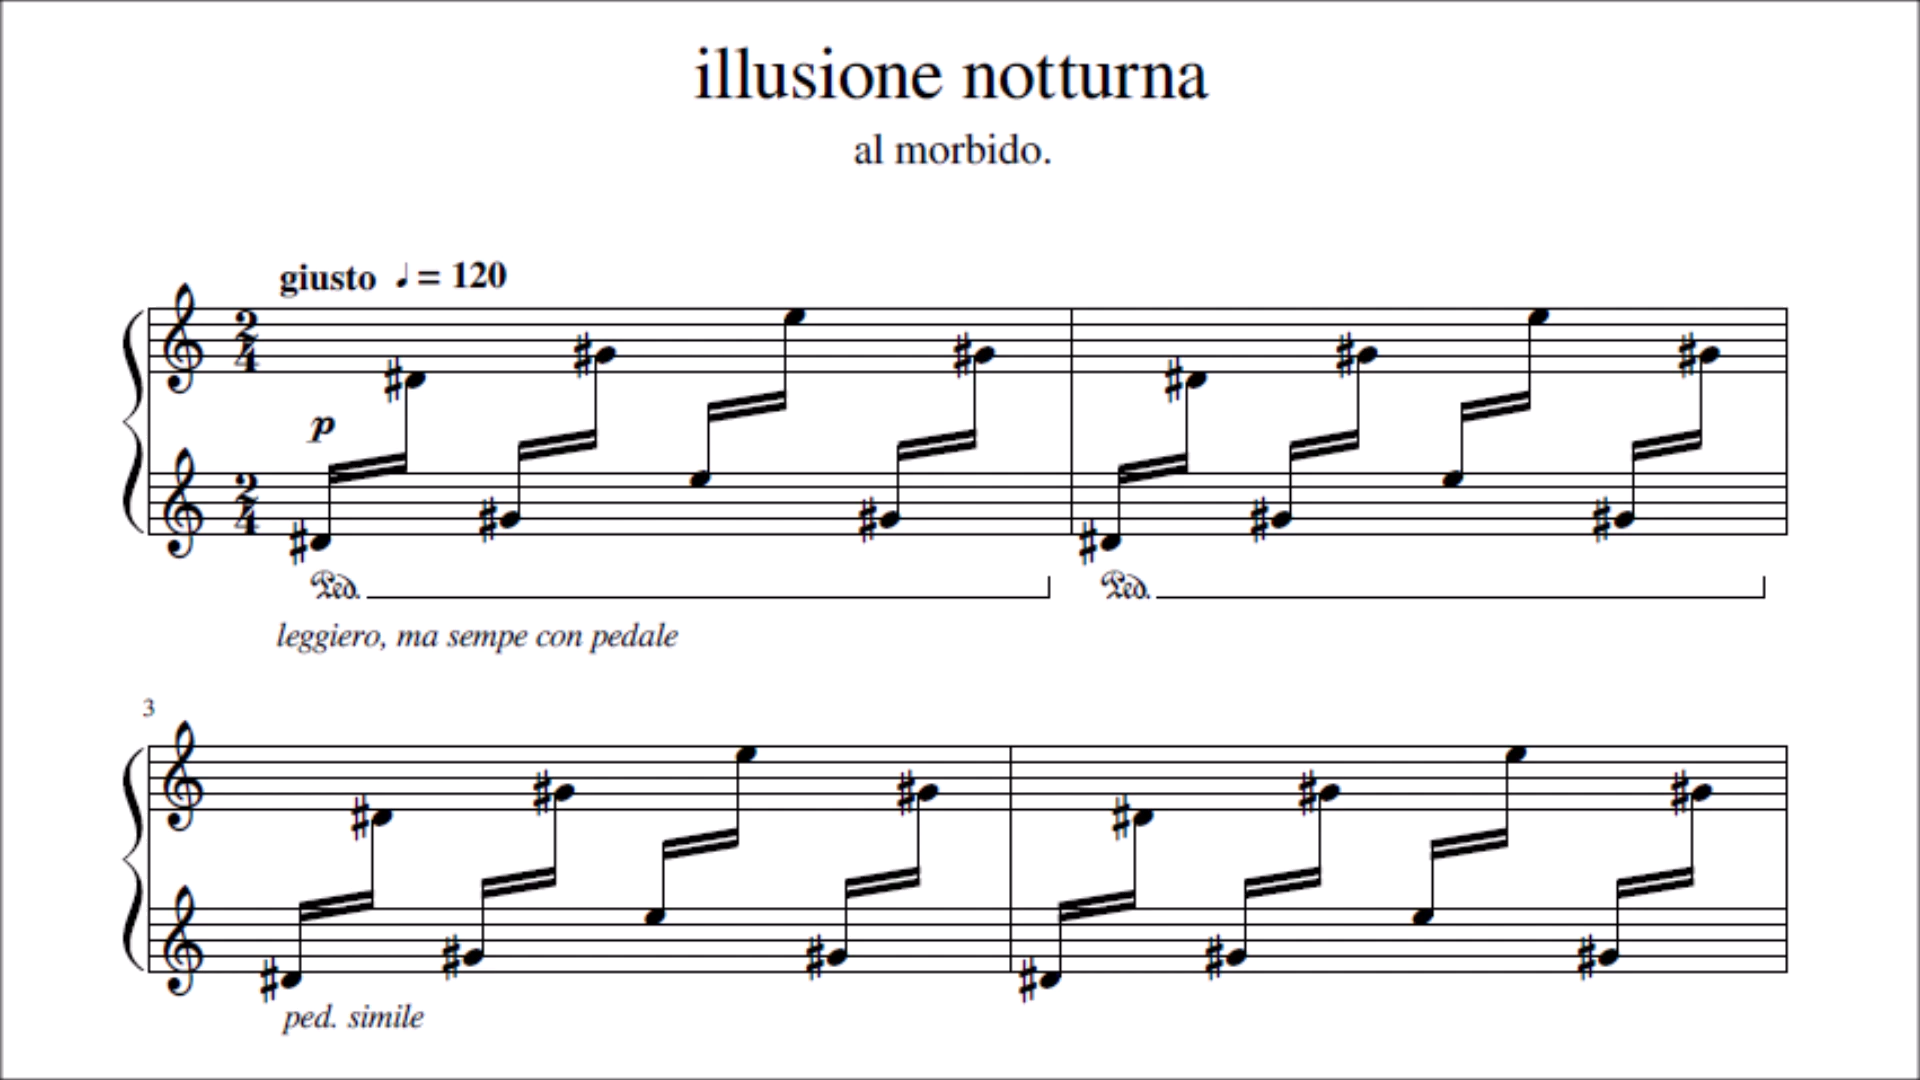 illusione notturna
al morbido.
giusto ♩ = 120
2
4
p
2
4
Ped. Ped.
leggiero, ma sempe con pedale
3
ped. simile